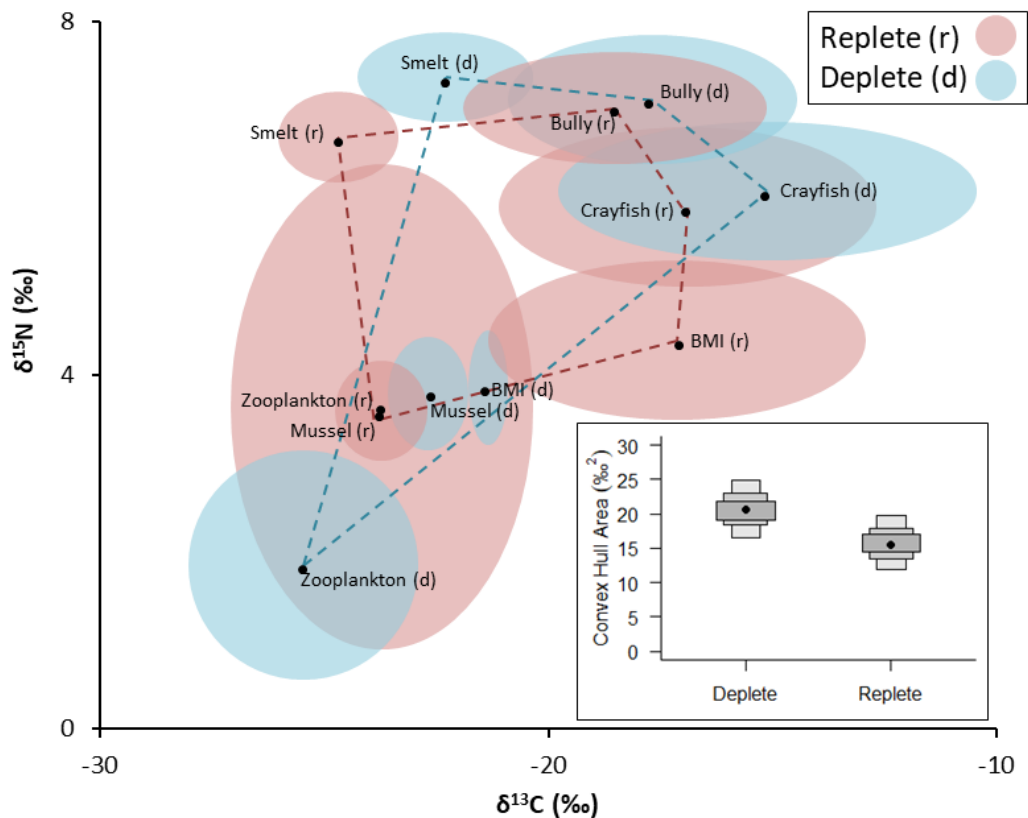 8
Replete (r)
Deplete (d)
Smelt (d)
Bully (d)
Smelt (r)
Bully (r)
Crayfish (d)
Crayfish (r)
δ¹⁵N (‰)
BMI (r)
4
Zooplankton (r)
BMI (d)
Mussel (d)
Mussel (r)
Zooplankton (d)
Convex Hull Area (‰²)
30
25
20
15
10
5
0
Deplete
Replete
0
-30
-20
-10
δ¹³C (‰)